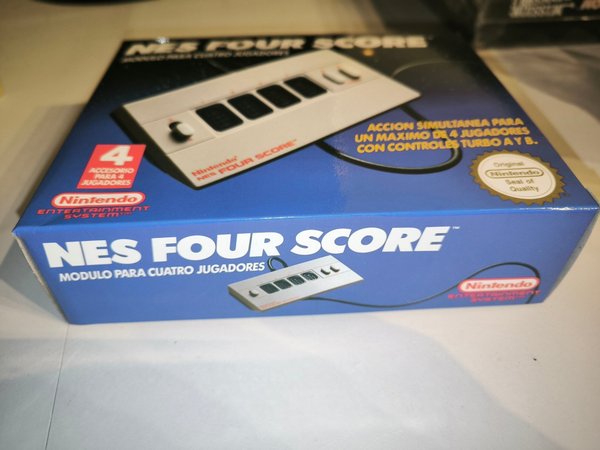 NES FOUR SCORE™
MODULO PARA CUATRO JUGADORES
Nintendo
NES FOUR SCORE
ACCION SIMULTANEA PARA
UN MAXIMO DE 4 JUGADORES
CON CONTROLES TURBO A Y B.
4
ACCESORIO
PARA 4
JUGADORES
Nintendo
ENTERTAINMENT
SYSTEM
Original
Nintendo
Seal of
Quality
NES FOUR SCORE™
MODULO PARA CUATRO JUGADORES
Nintendo
ENTERTAINMENT
SYSTEM